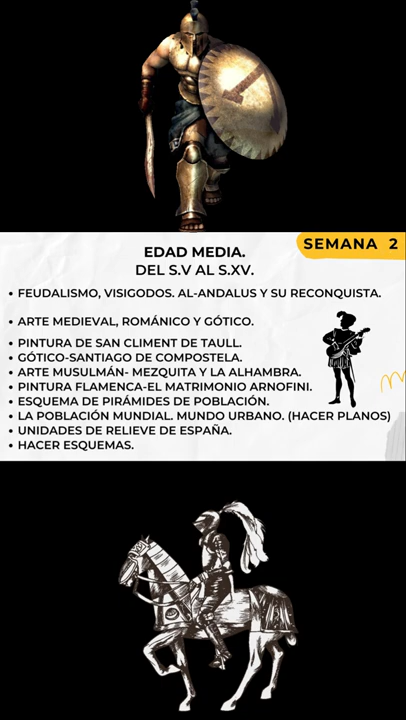 SEMANA 2
EDAD MEDIA.
DEL S.V AL S.XV.
• FEUDALISMO, VISIGODOS. AL-ANDALUS Y SU RECONQUISTA.
• ARTE MEDIEVAL, ROMÁNICO Y GÓTICO.
• PINTURA DE SAN CLIMENT DE TAULL.
• GÓTICO-SANTIAGO DE COMPOSTELA.
• ARTE MUSULMÁN- MEZQUITA Y LA ALHAMBRA.
• PINTURA FLAMENCA-EL MATRIMONIO ARNOFINI.
• ESQUEMA DE PIRÁMIDES DE POBLACIÓN.
• LA POBLACIÓN MUNDIAL. MUNDO URBANO. (HACER PLANOS)
• UNIDADES DE RELIEVE DE ESPAÑA.
• HACER ESQUEMAS.